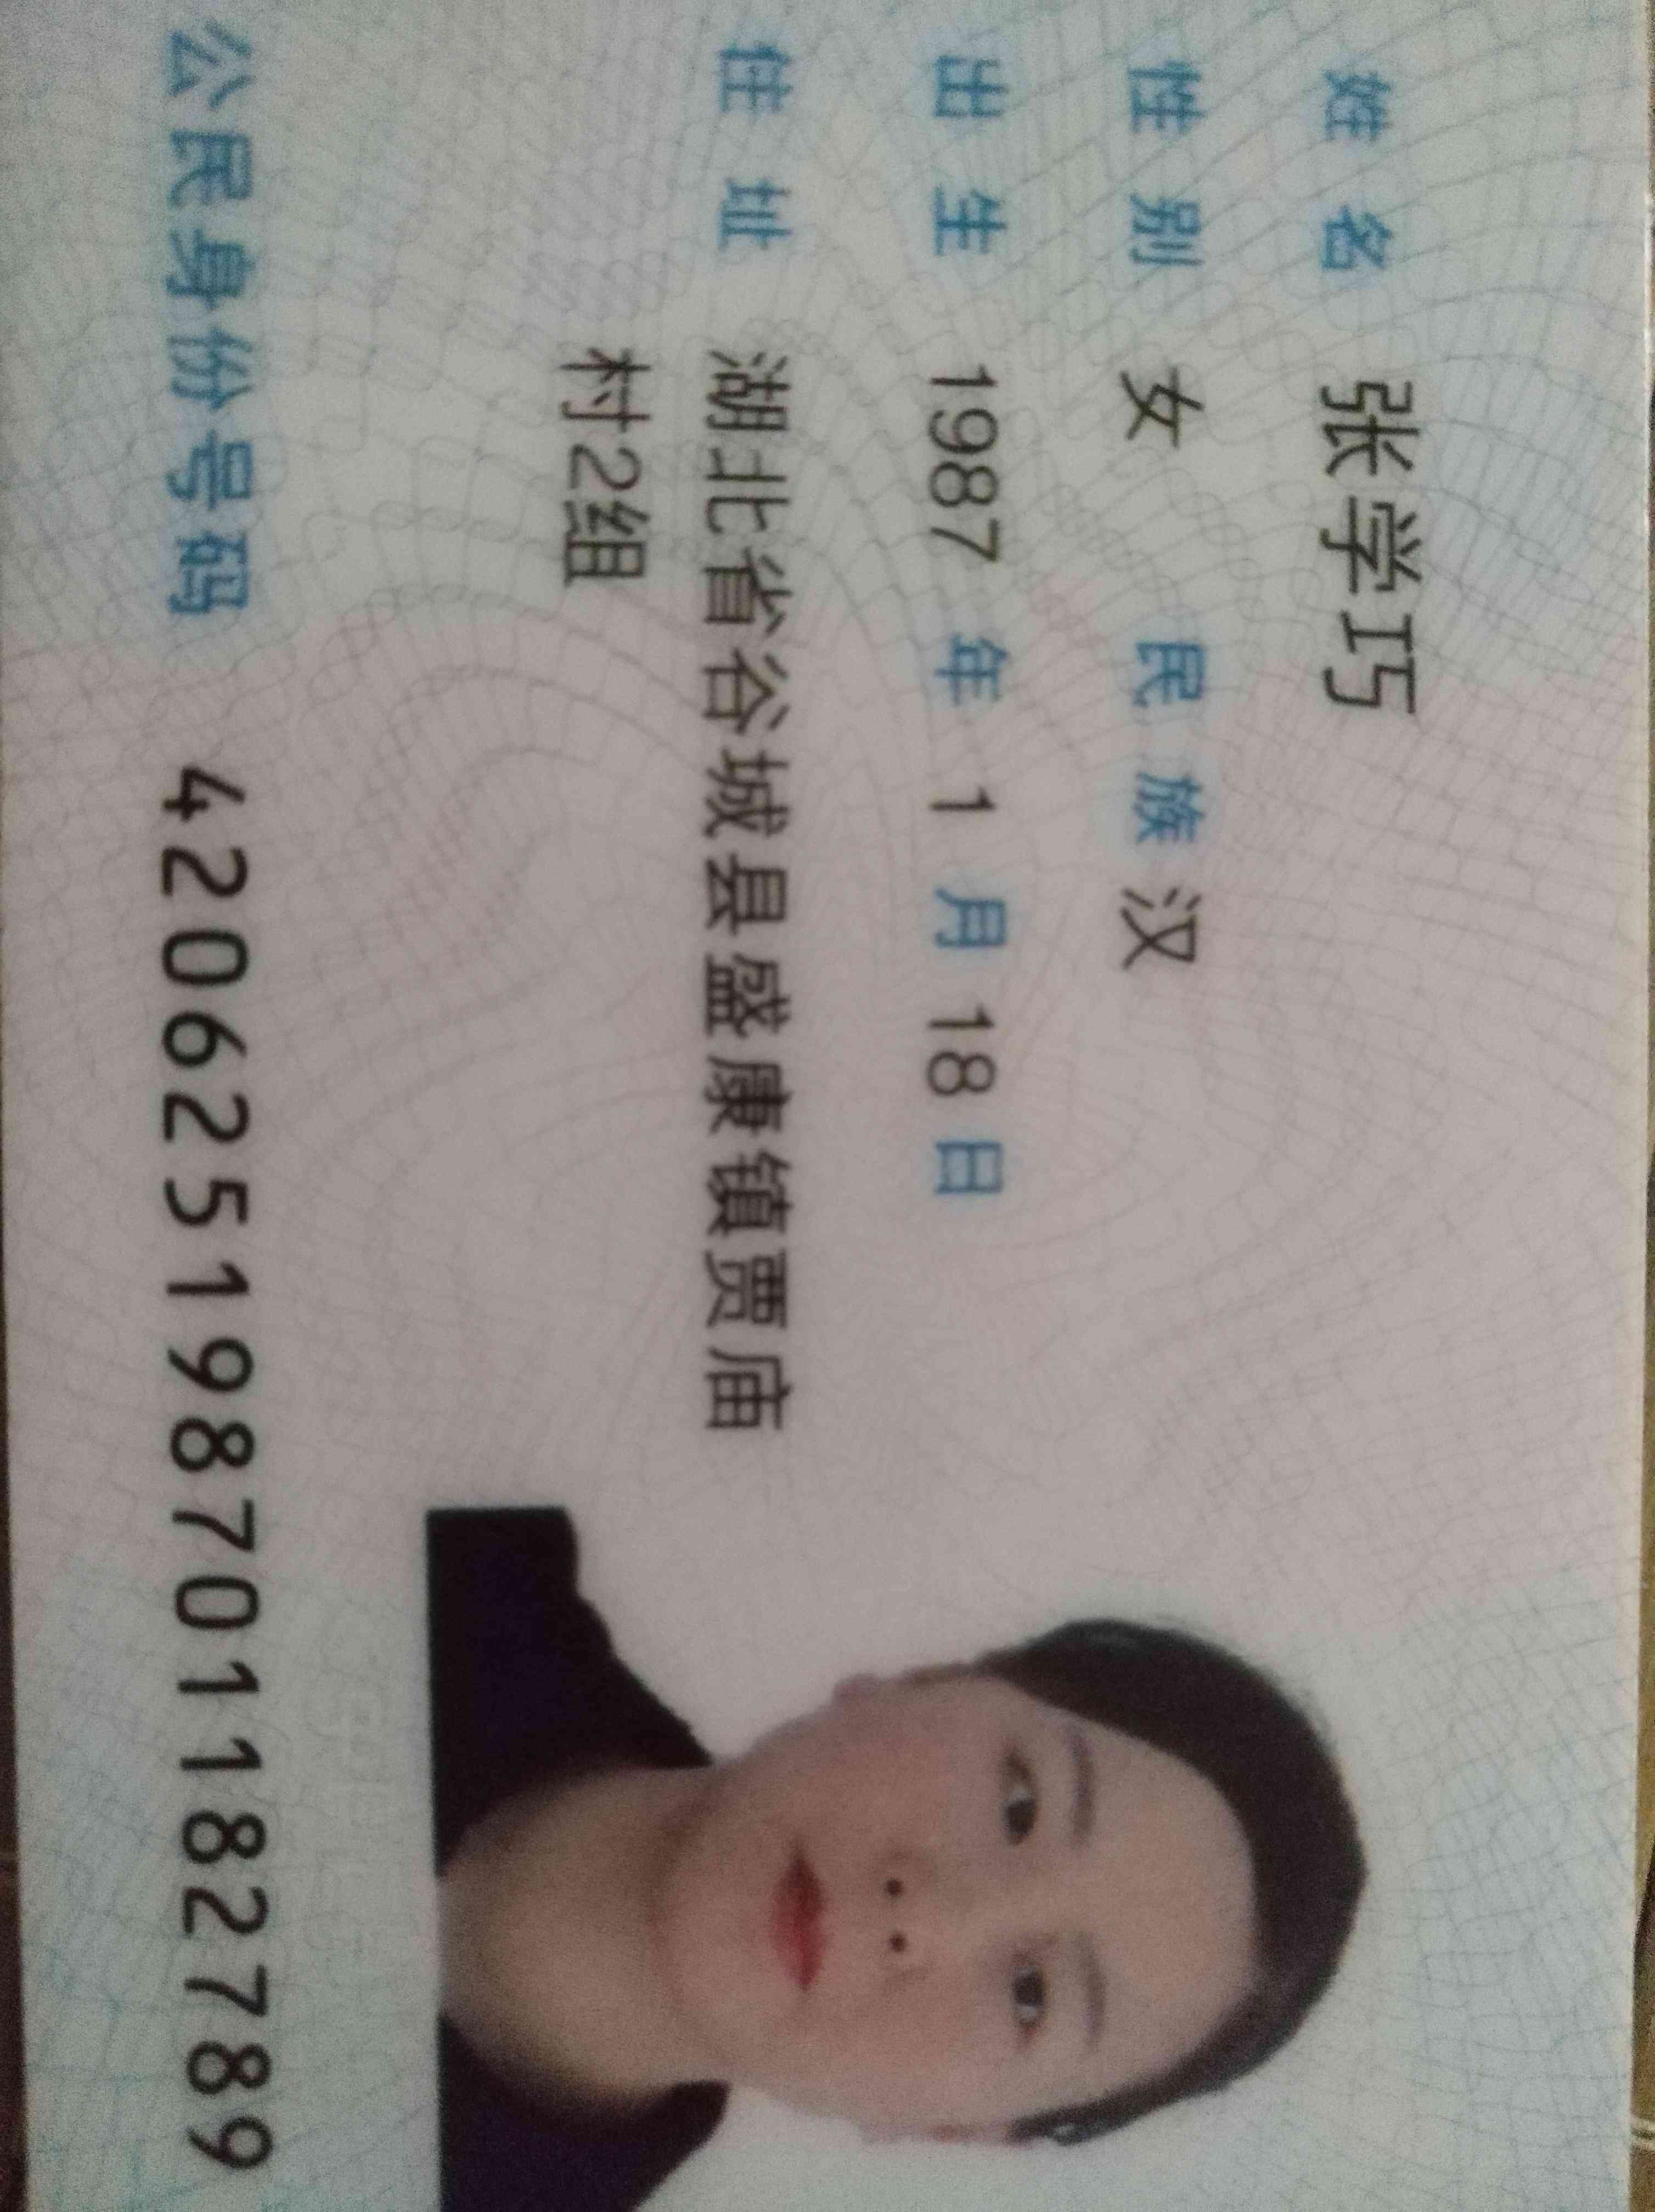 姓名 张学巧
性别 女 民族 汉
出生 1987 年 1 月 18 日
住址 湖北省谷城县盛康镇贾庙
村2组
公民身份号码 420625198701182789